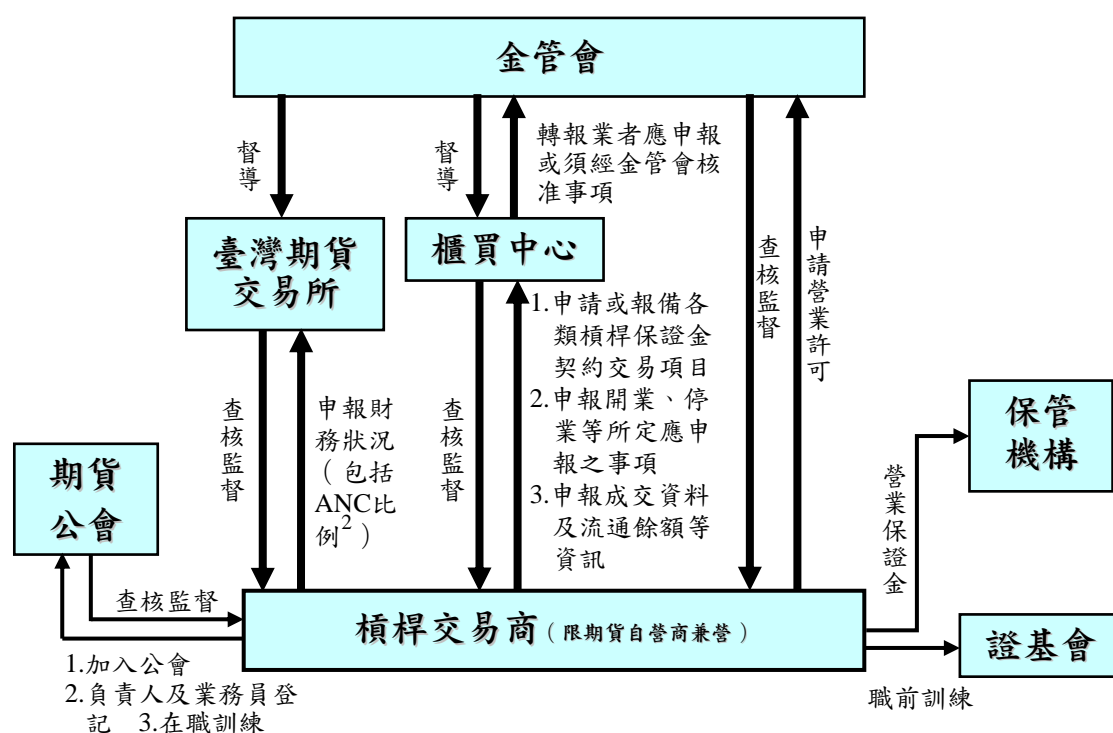 金管會
督導
督導
轉報業者應申報
或須經金管會核
准事項
查核監督
申請營業許可
臺灣期貨
交易所
櫃買中心
查核監督
申報財
務狀況
(包括
ANC比
例2)
查核監督
1.申請或報備各
類槓桿保證金
契約交易項目
2.申報開業、停
業等所定應申
報之事項
3.申報成交資料
及流通餘額等
資訊
保管
機構
營業保證金
期貨
公會
查核監督
槓桿交易商(限期貨自營商兼營)
證基會
職前訓練
1.加入公會
2.負責人及業務員登
記 3.在職訓練